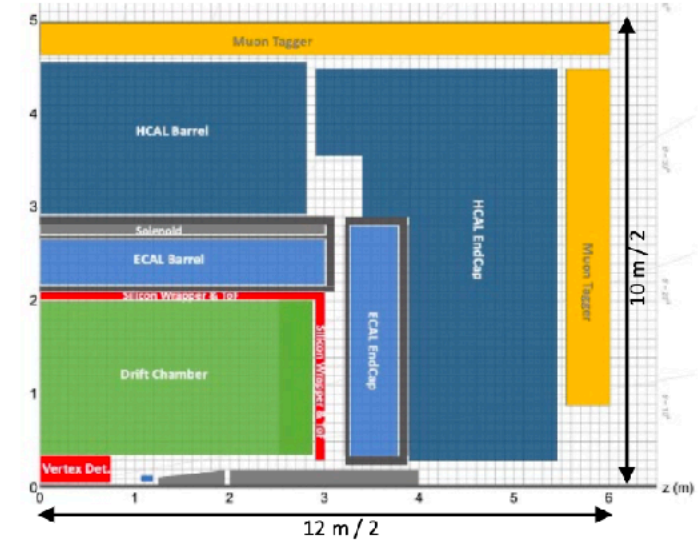 5
Muon Tagger
4
HCAL Barrel
3
HCAL EndCap
Solenoid
ECAL Barrel
Muon Tagger
10 m / 2
2
Silicon Wrapper & ToF
Silicon Wrapper & ToF
ECAL EndCap
Drift Chamber
1
Vertex Det.
0
0
1
2
3
4
5
6
z (m)
12 m / 2